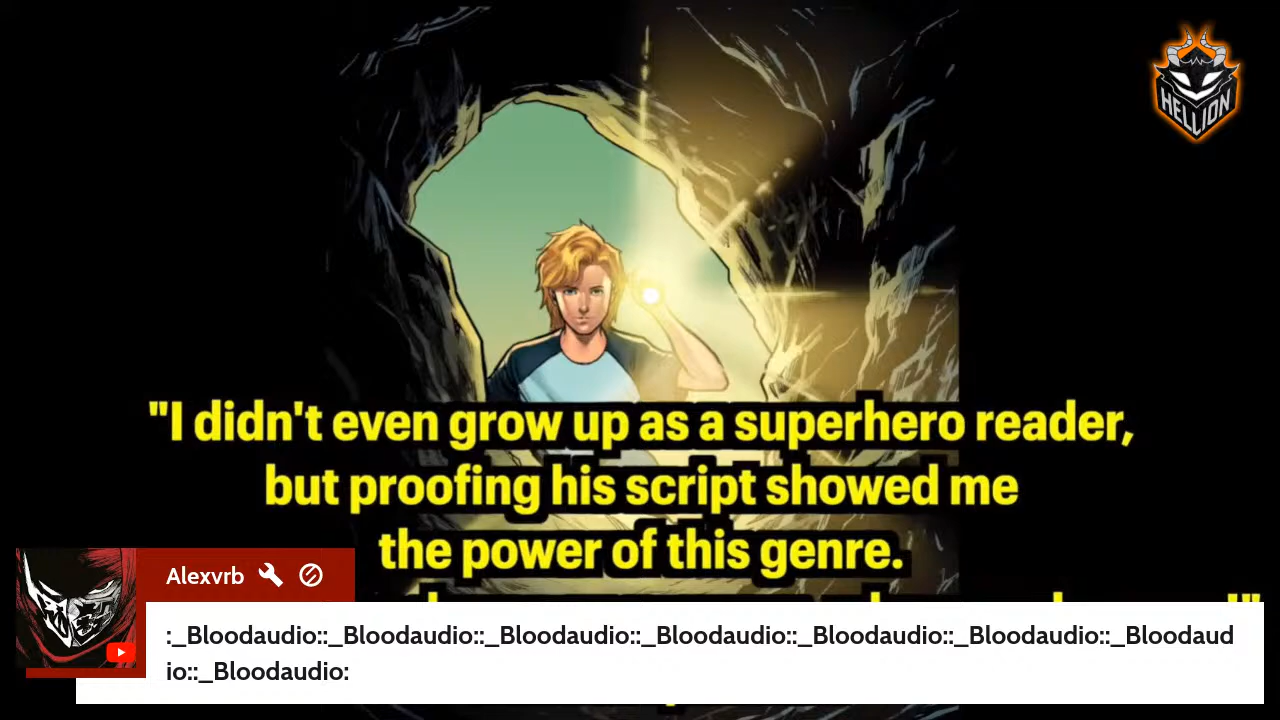 HELLION
"I didn't even grow up as a superhero reader,
but proofing his script showed me
the power of this genre.
Alexvrb
:_Bloodaudio::_Bloodaudio::_Bloodaudio::_Bloodaudio::_Bloodaudio::_Bloodaudio::_Bloodaud
io::_Bloodaudio: